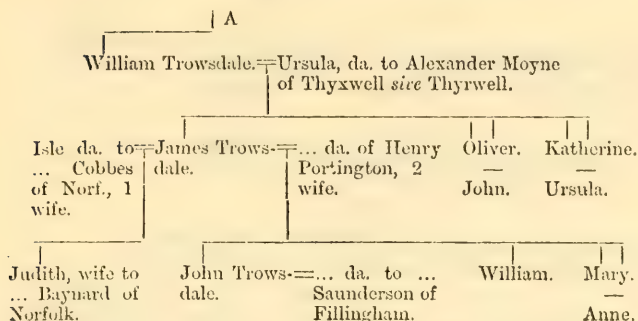 A
William Trowsdale.=Ursula, da. to Alexander Moyne
of Thyxwell sive Thyrwell.
Isle da. to=James Trows-=... da. of Henry Oliver. Katherine.
... Cobbes dale. Portington, 2 — —
of Norf., 1 wife. John. Ursula.
wife.
Judith, wife to John Trows-=... da. to ... William. Mary.
... Baynard of dale. Saunderson of —
Norfolk. Fillingham. Anne.